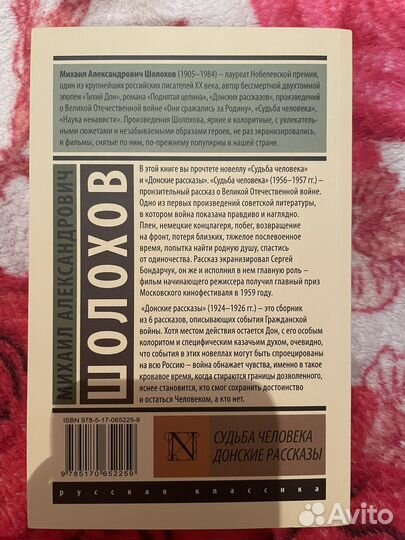 Михаил Александрович Шолохов (1905–1984) – лауреат Нобелевской премии,
один из крупнейших российских писателей XX века, автор бессмертной двухтомной
эпопеи «Тихий Дон», романа «Поднятая целина», «Донских рассказов», произведений
о Великой Отечественной войне «Они сражались за Родину», «Судьба человека»,
«Наука ненависти». Произведения Шолохова, яркие и колоритные, с увлекатель-
ными сюжетами и незабываемыми образами героев, не раз экранизировались,
и фильмы, снятые по ним, по-прежнему популярны в нашей стране.
МИХАИЛ АЛЕКСАНДРОВИЧ
ШОЛОХОВ
В этой книге вы прочтете новеллу «Судьба человека»
и «Донские рассказы». «Судьба человека» (1956–1957 гг.) –
пронзительный рассказ о Великой Отечественной войне.
Одно из первых произведений советской литературы,
в котором война показана правдиво и наглядно.
Плен, немецкие концлагеря, побег, возвращение
на фронт, потеря близких, тяжелое послевоенное
время, попытка найти родную душу, спастись
от одиночества. Рассказ экранизировал Сергей
Бондарчук, он же и исполнил в нем главную роль –
фильм начинающего режиссера получил главный приз
Московского кинофестиваля в 1959 году.
«Донские рассказы» (1924–1926 гг.) – это сборник
из 6 рассказов, описывающих события Гражданской
войны. Хотя местом действия остается Дон, с его особым
колоритом и специфическим казачьим духом, очевидно,
что события в этих новеллах могут быть спроецированы
на всю Россию – война обнажает чувства, именно в такое
кровавое время, когда стираются границы дозволенного,
яснее становится, кто смог сохранить достоинство
и остаться Человеком, а кто нет.
ISBN 978-5-17-065225-9
9 785170 652259
N
СУДЬБА ЧЕЛОВЕКА
ДОНСКИЕ РАССКАЗЫ
русская классика
Avito